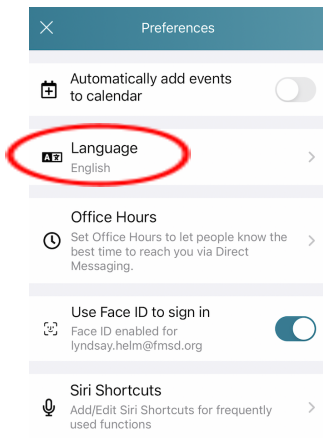 Preferences
Automatically add events
to calendar
Language
English
Office Hours
Set Office Hours to let people know the
best time to reach you via Direct
Messaging.
Use Face ID to sign in
Face ID enabled for
lyndsay.helm@fmsd.org
Siri Shortcuts
Add/Edit Siri Shortcuts for frequently
used functions